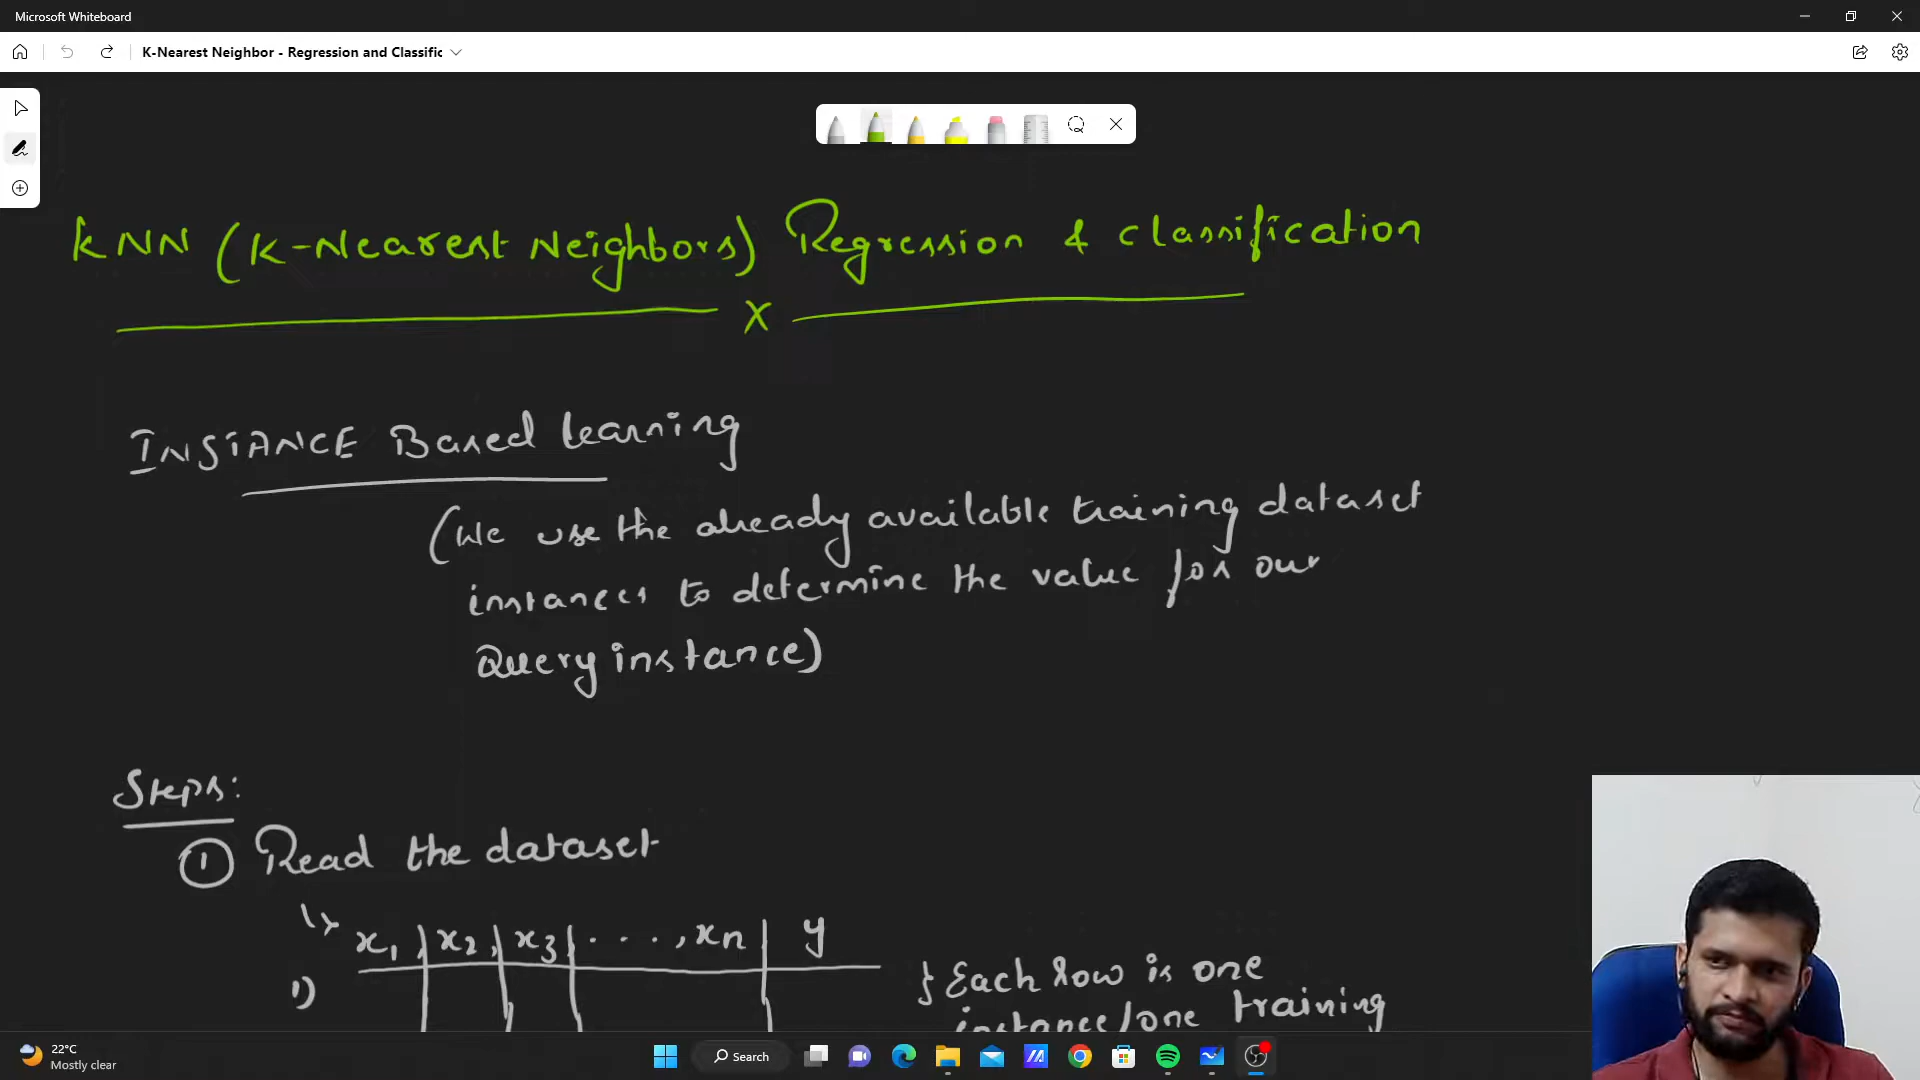 Microsoft Whiteboard
K-Nearest Neighbor - Regression and Classific
KNN (K-Nearest Neighbors) Regression & classification
x
INSTANCE Based learning
(We use the already available training dataset
instances to determine the value for our
Query instance)
Steps:
① Read the dataset
x1, x2, x3, ...., xn y
1)
} Each row is one
instance/one training
22°C
Mostly clear
Search